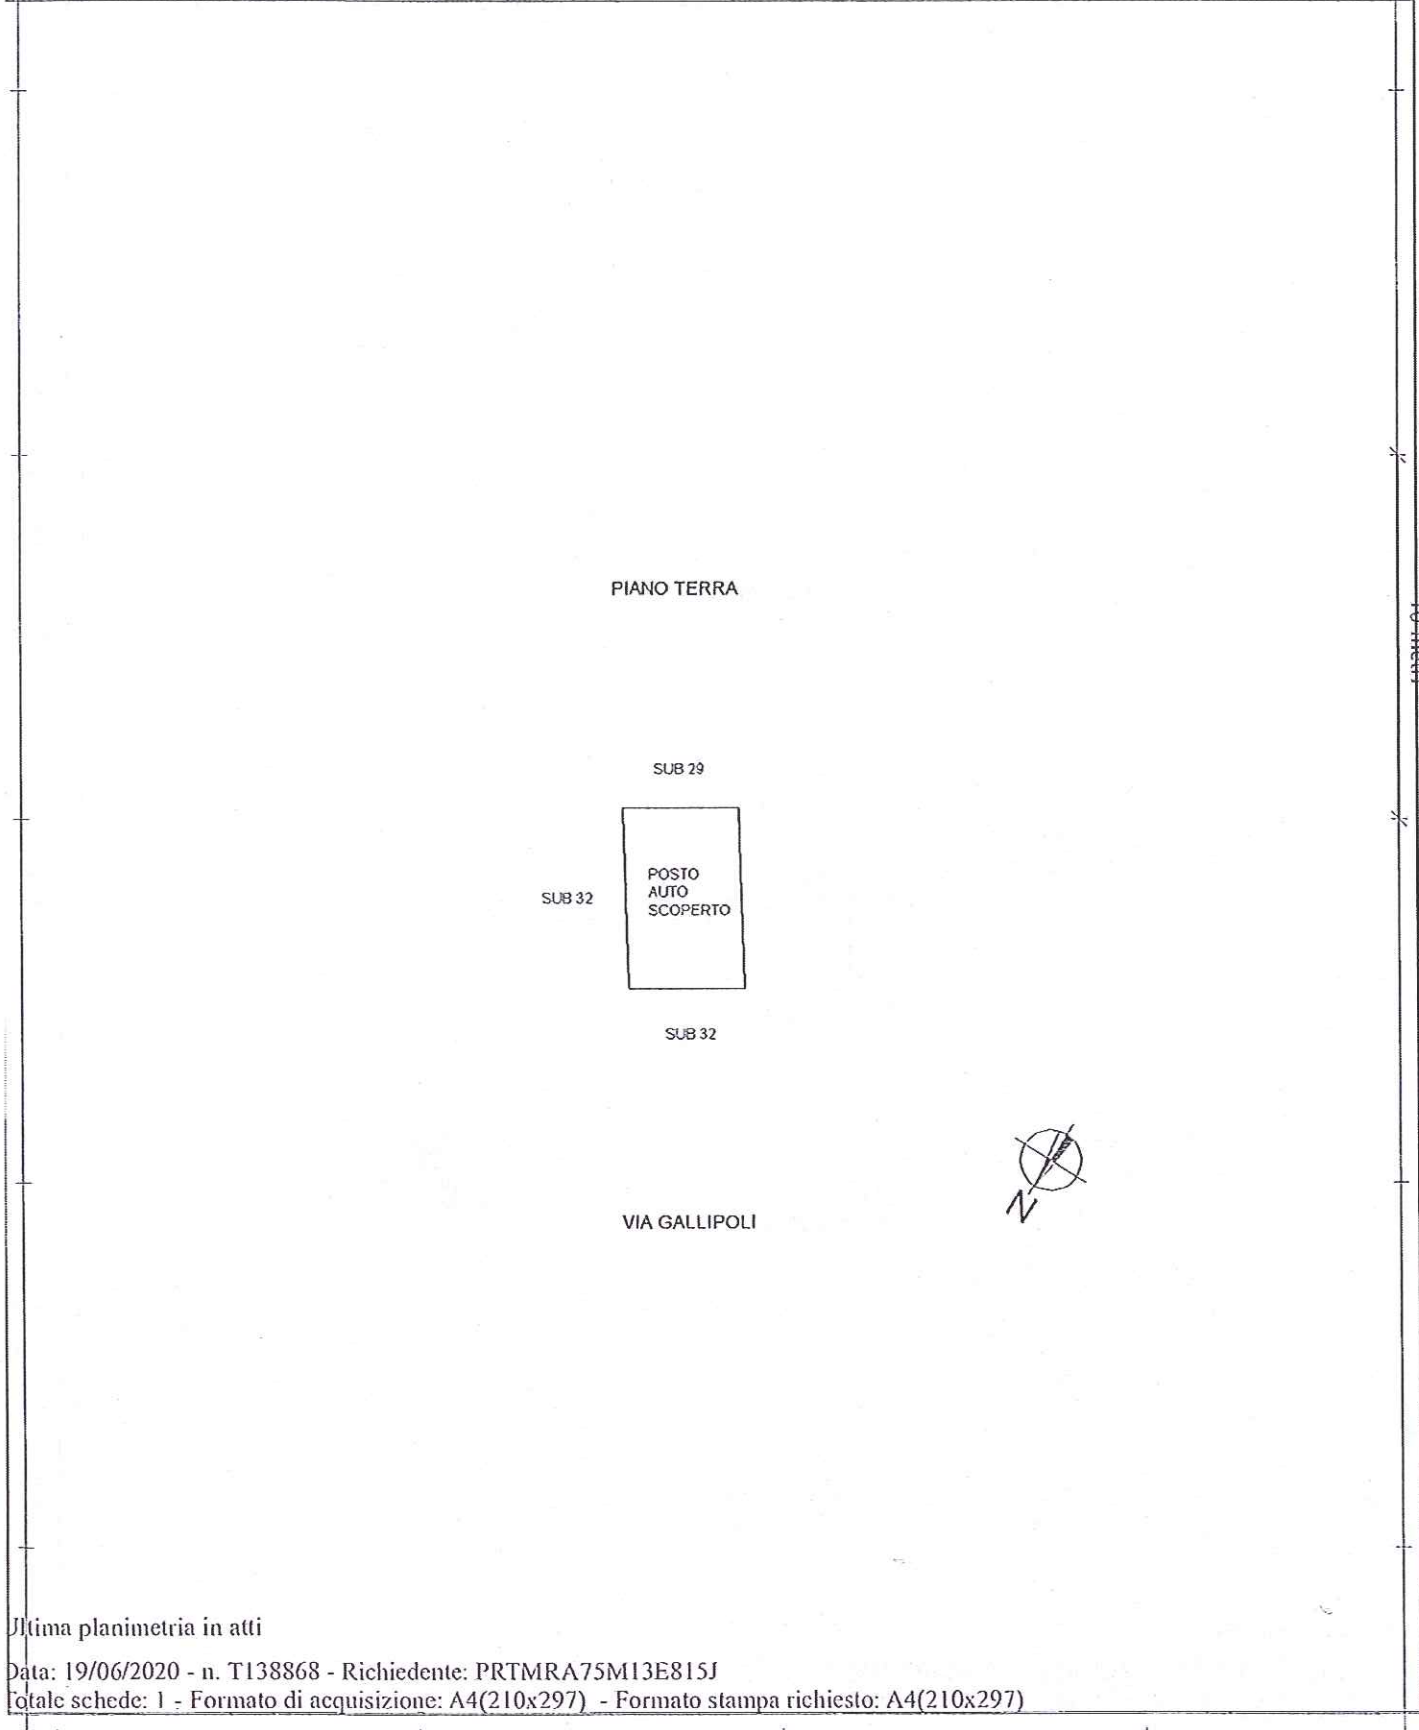 PIANO TERRA
SUB 29
POSTO
AUTO
SCOPERTO
SUB 32
SUB 32
N
VIA GALLIPOLI
Ultima planimetria in atti
Data: 19/06/2020 - n. T138868 - Richiedente: PRTMRA75M13E815J
Totale schede: 1 - Formato di acquisizione: A4(210x297) - Formato stampa richiesto: A4(210x297)